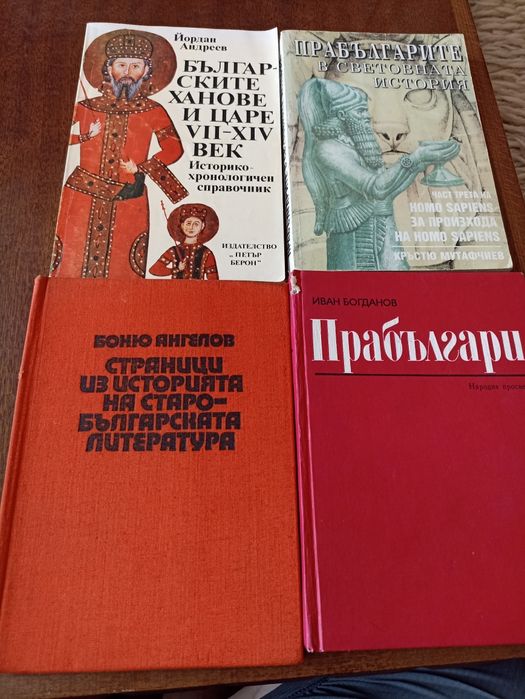 Йордан
Андреев
БЪЛГАР-
СКИТЕ
ХАНОВЕ
И ЦАРЕ
VII-XIV
ВЕК
Историко-
хронологичен
справочник
ИЗДАТЕЛСТВО
„ПЕТЪР
БЕРОН"
ПРАБЪЛГАРИТЕ
В СВЕТОВНАТА
ИСТОРИЯ
ЧАСТ ТРЕТА НА
HOMO SAPIENS
ЗА ПРОИЗХОДА
НА HOMO SAPIENS
КРЪСТЮ МУТАФЧИЕВ
БОНЮ АНГЕЛОВ
СТРАНИЦИ
ИЗ ИСТОРИЯТА
НА СТАРО-
БЪЛГАРСКАТА
ЛИТЕРАТУРА
ИВАН БОГДАНОВ
Прабългари
Народна просве